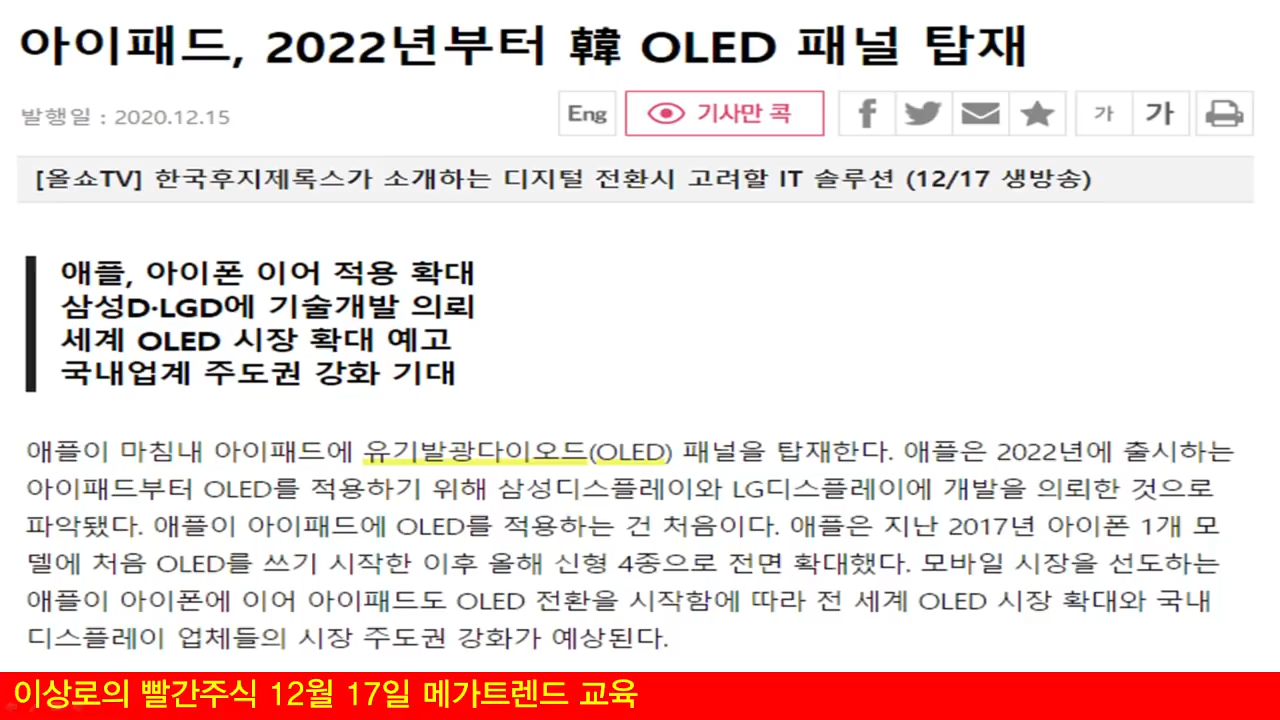 아이패드, 2022년부터 韓 OLED 패널 탑재
발행일 : 2020.12.15
Eng
기사만 콕
가 가
[올쇼TV] 한국후지제록스가 소개하는 디지털 전환시 고려할 IT 솔루션 (12/17 생방송)
애플, 아이폰 이어 적용 확대
삼성D·LGD에 기술개발 의뢰
세계 OLED 시장 확대 예고
국내업계 주도권 강화 기대
애플이 마침내 아이패드에 유기발광다이오드(OLED) 패널을 탑재한다. 애플은 2022년에 출시하는
아이패드부터 OLED를 적용하기 위해 삼성디스플레이와 LG디스플레이에 개발을 의뢰한 것으로
파악됐다. 애플이 아이패드에 OLED를 적용하는 건 처음이다. 애플은 지난 2017년 아이폰 1개 모
델에 처음 OLED를 쓰기 시작한 이후 올해 신형 4종으로 전면 확대했다. 모바일 시장을 선도하는
애플이 아이폰에 이어 아이패드도 OLED 전환을 시작함에 따라 전 세계 OLED 시장 확대와 국내
디스플레이 업체들의 시장 주도권 강화가 예상된다.
이상로의 빨간주식 12월 17일 메가트렌드 교육